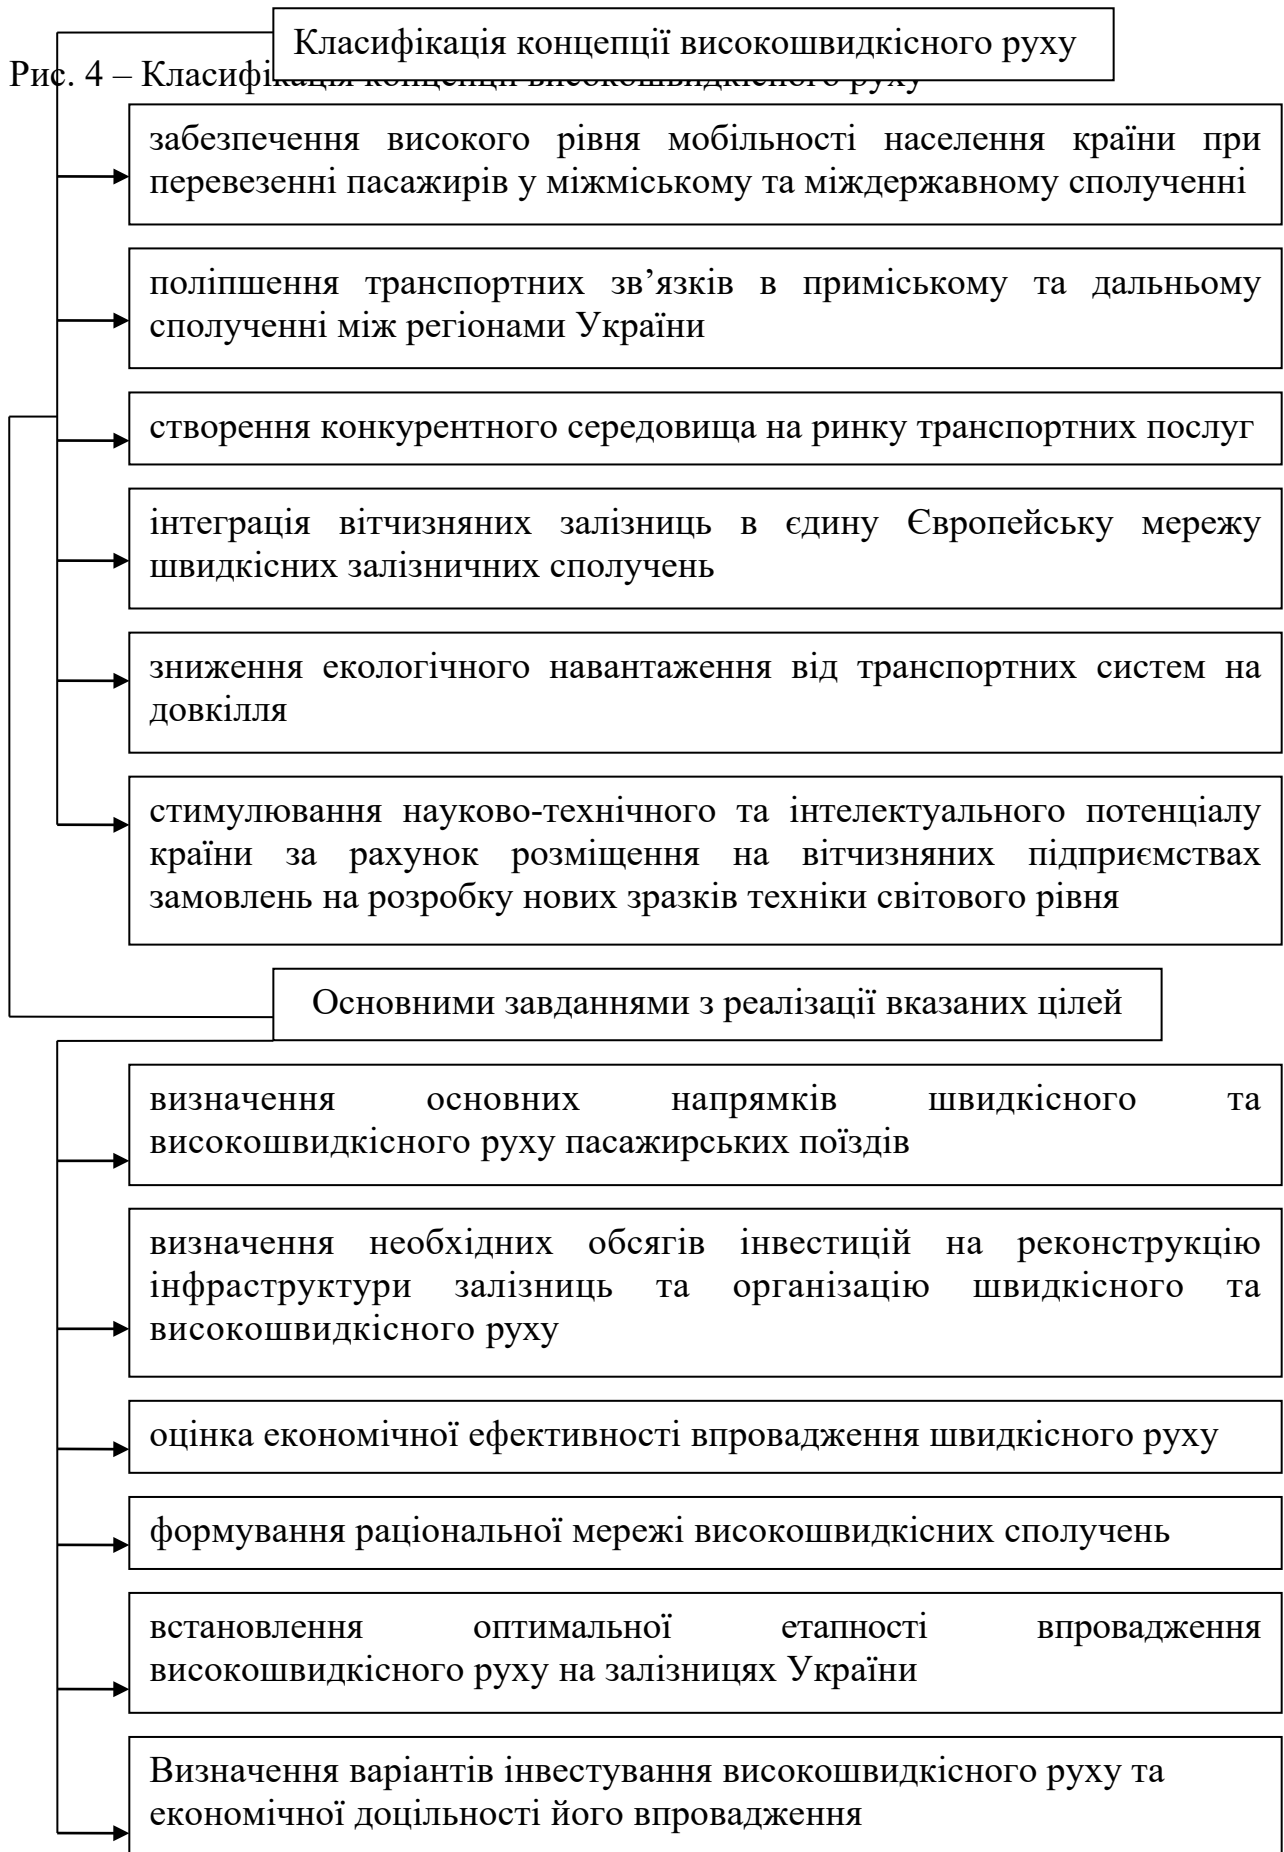 Класифікація концепції високошвидкісного руху
Рис. 4 – Класифікація концепції високошвидкісного руху
забезпечення високого рівня мобільності населення країни при
перевезенні пасажирів у міжміському та міждержавному сполученні
поліпшення транспортних зв’язків в приміському та дальньому
сполученні між регіонами України
створення конкурентного середовища на ринку транспортних послуг
інтеграція вітчизняних залізниць в єдину Європейську мережу
швидкісних залізничних сполучень
зниження екологічного навантаження від транспортних систем на
довкілля
стимулювання науково-технічного та інтелектуального потенціалу
країни за рахунок розміщення на вітчизняних підприємствах
замовлень на розробку нових зразків техніки світового рівня
Основними завданнями з реалізації вказаних цілей
визначення основних напрямків швидкісного та
високошвидкісного руху пасажирських поїздів
визначення необхідних обсягів інвестицій на реконструкцію
інфраструктури залізниць та організацію швидкісного та
високошвидкісного руху
оцінка економічної ефективності впровадження швидкісного руху
формування раціональної мережі високошвидкісних сполучень
встановлення оптимальної етапності впровадження
високошвидкісного руху на залізницях України
Визначення варіантів інвестування високошвидкісного руху та
економічної доцільності його впровадження